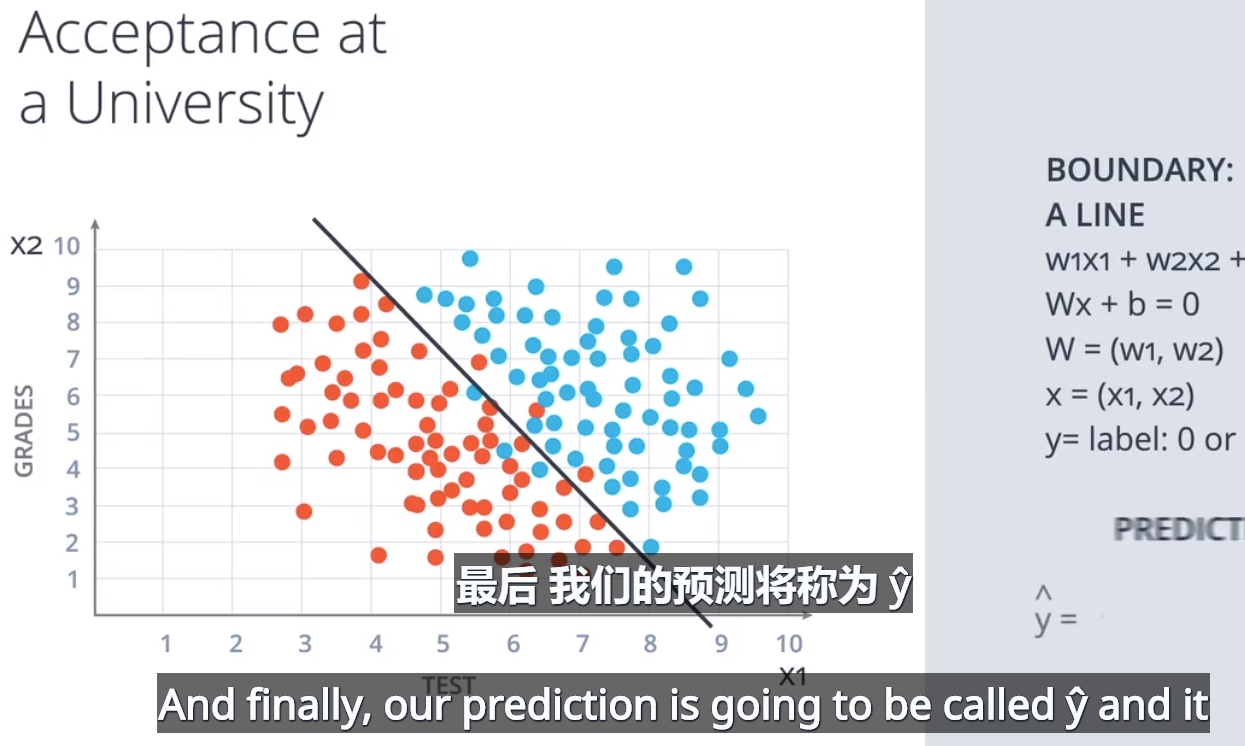 Acceptance at
a University
BOUNDARY:
A LINE
w1x1 + w2x2 +
Wx + b = 0
W = (w1, w2)
x = (x1, x2)
y= label: 0 or
ŷ =
X2
10
9
8
7
6
5
4
3
2
1
GRADES
1 2 3 4 5 6 7 8 9 10
X1
TEST
最后 我们的预测将称为 ŷ
And finally, our prediction is going to be called ŷ and it